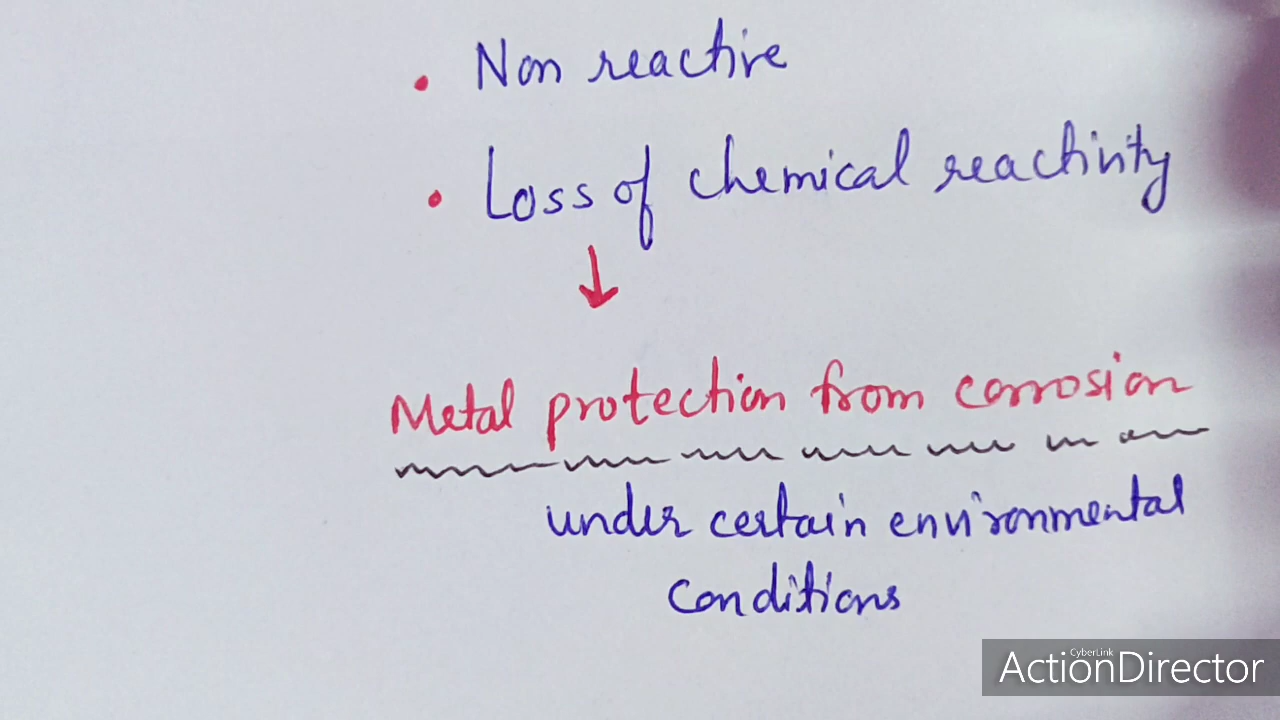 • Non reactive
• Loss of chemical reactivity
↓
Metal protection from corrosion
under certain environmental
conditions
CyberLink
ActionDirector